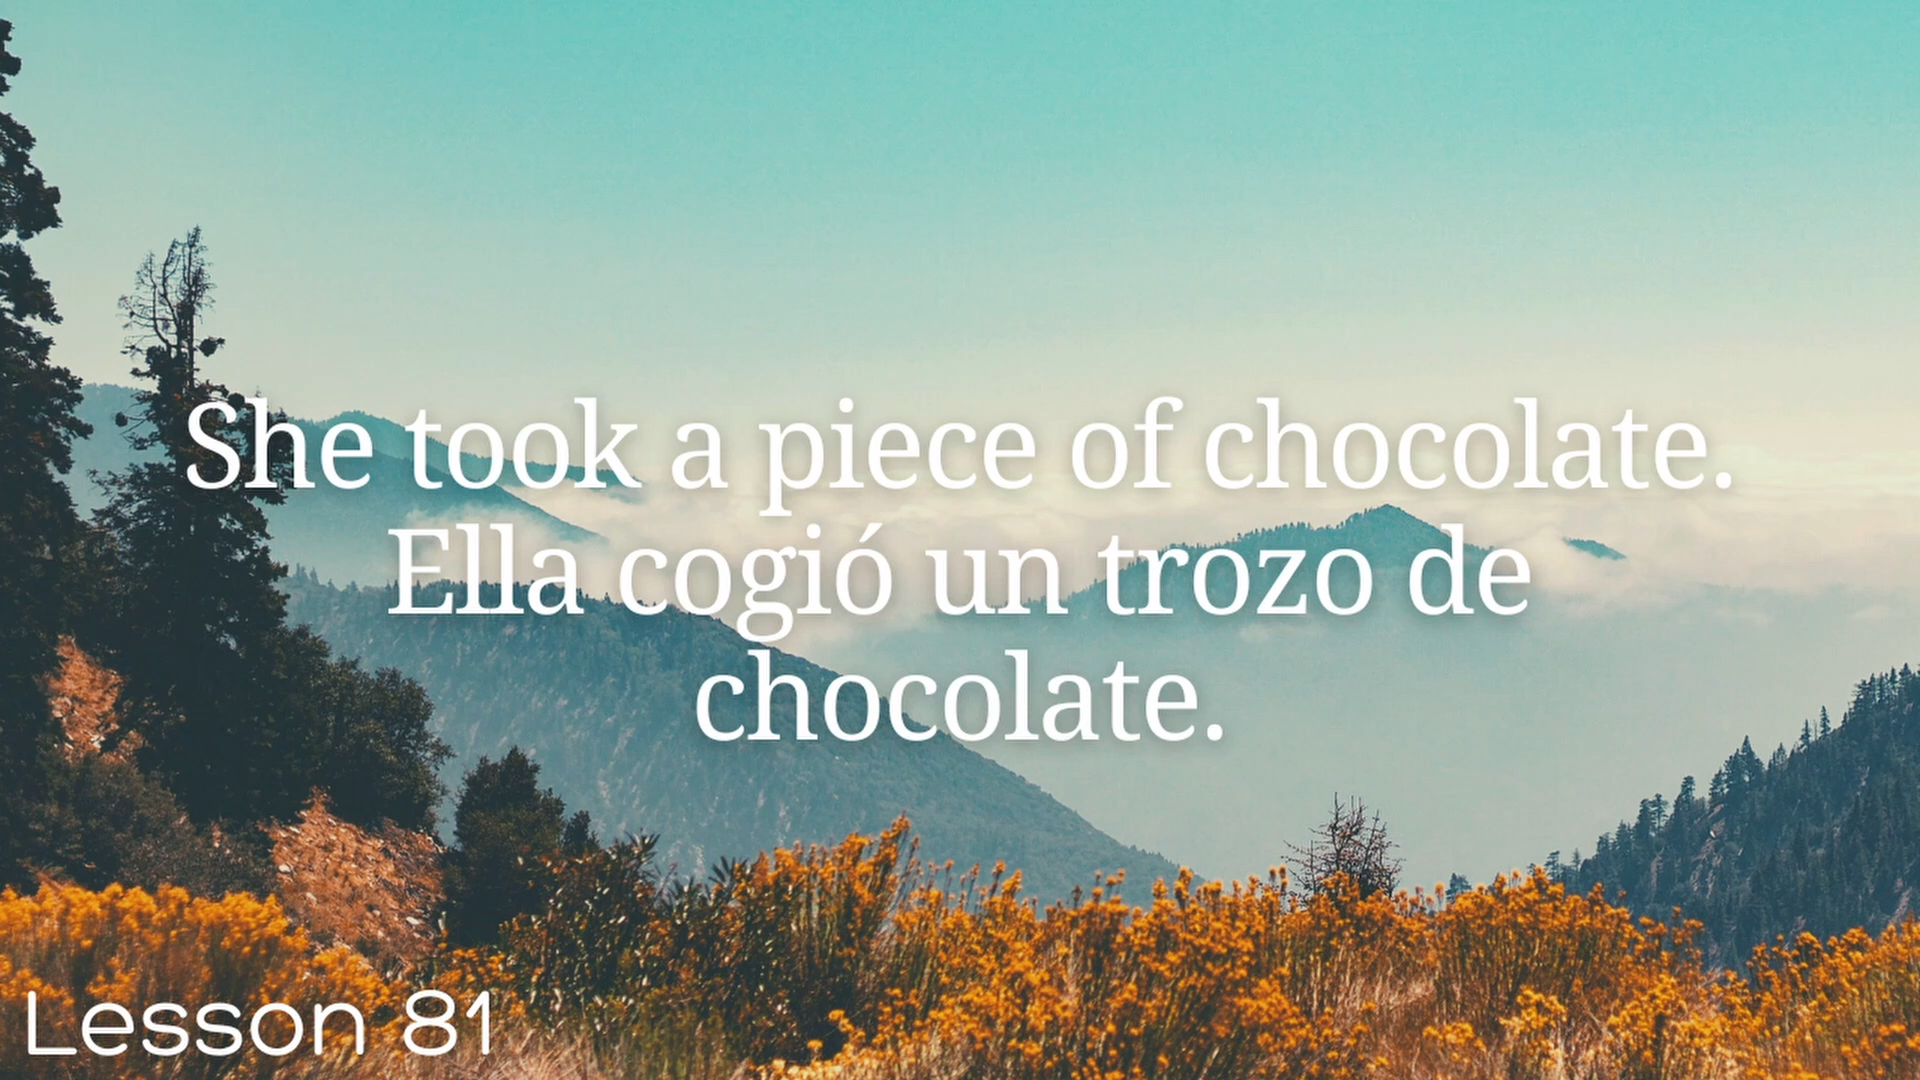 She took a piece of chocolate.
Ella cogió un trozo de
chocolate.
Lesson 81